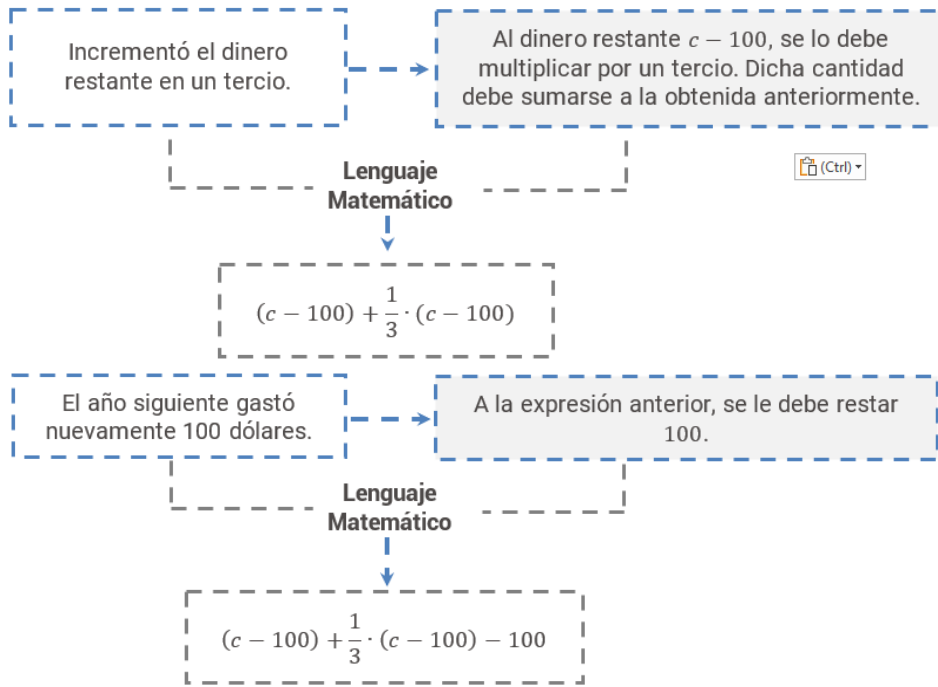 Incrementó el dinero
restante en un tercio.
Al dinero restante c − 100, se lo debe
multiplicar por un tercio. Dicha cantidad
debe sumarse a la obtenida anteriormente.
(Ctrl)
Lenguaje
Matemático
(c − 100) + 1/3 · (c − 100)
El año siguiente gastó
nuevamente 100 dólares.
A la expresión anterior, se le debe restar
100.
Lenguaje
Matemático
(c − 100) + 1/3 · (c − 100) − 100